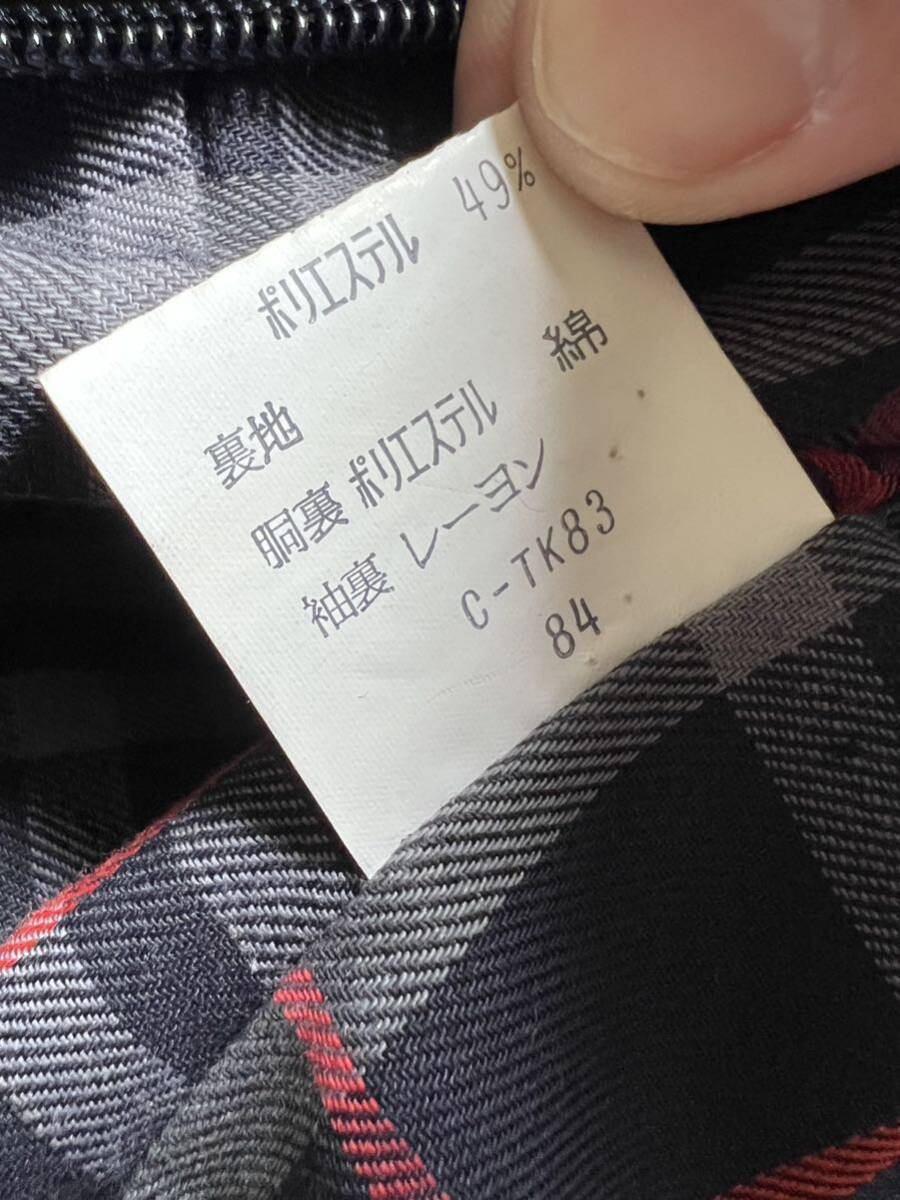 ポリエステル 49%
裏地
胴裏 ポリエステル 綿
袖裏 レーヨン
C-TK83
84